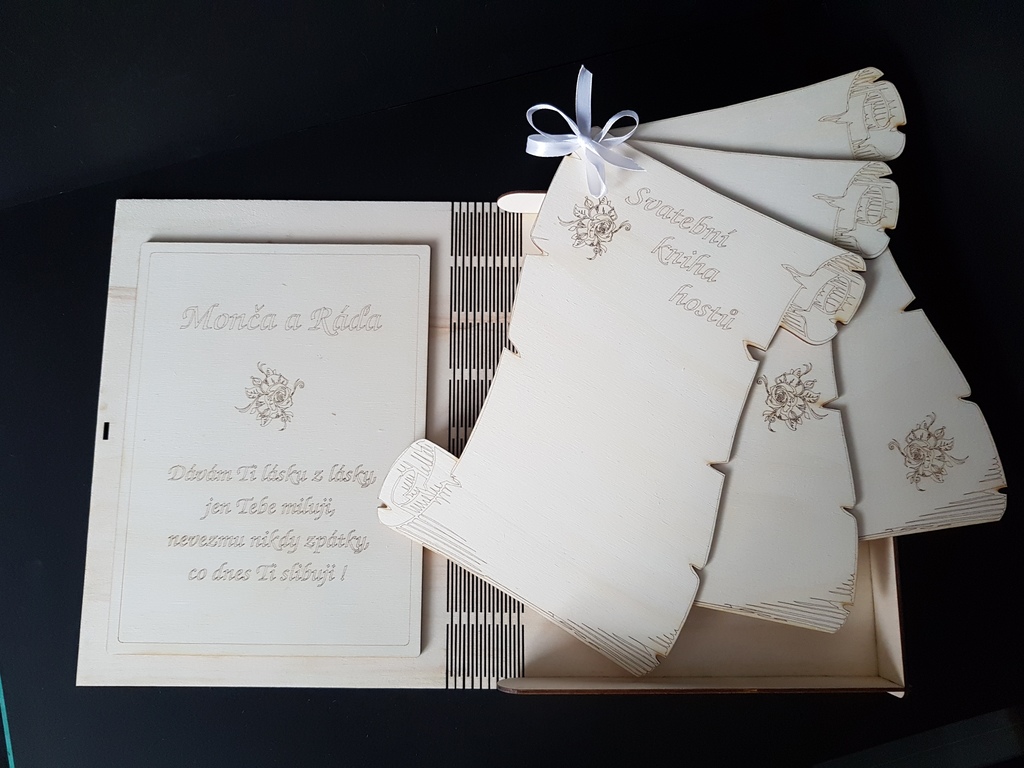 Monča a Ráďa
Dávám Ti lásku z lásky,
jen Tebe miluji,
nevezmu nikdy zpátky,
co dnes Ti slibuji !
Svatební
kniha
hostů